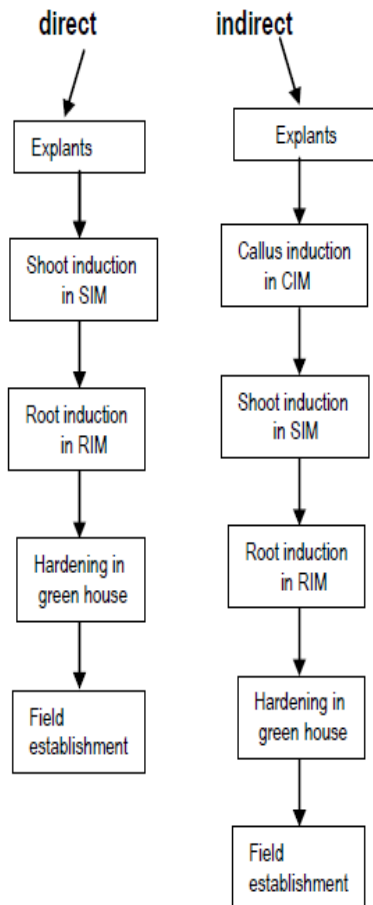 direct
Explants
Shoot induction
in SIM
Root induction
in RIM
Hardening in
green house
Field
establishment
indirect
Explants
Callus induction
in CIM
Shoot induction
in SIM
Root induction
in RIM
Hardening in
green house
Field
establishment